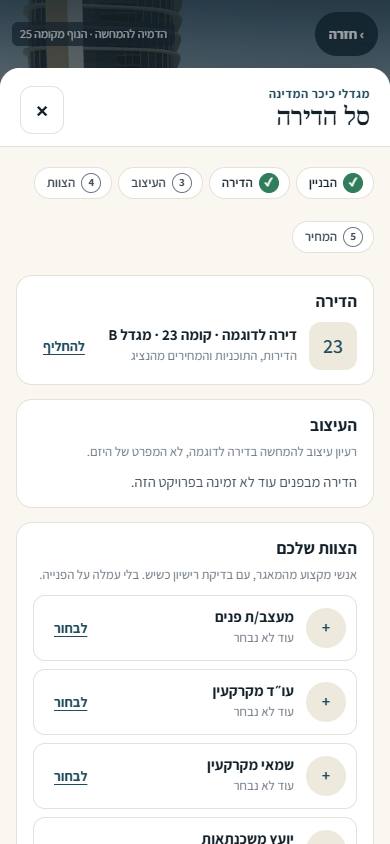 חזרה ›
הדמיה להמחשה · הנוף מקומה 25
מגדלי כיכר המדינה
סל הדירה
×
✓ הבניין
✓ הדירה
3 העיצוב
4 הצוות
5 המחיר
הדירה
23
דירה לדוגמה · קומה 23 · מגדל B
הדירות, התוכניות והמחירים מהנציג
להחליף
העיצוב
רעיון עיצוב להמחשה בדירה לדוגמה, לא המפרט של היזם.
הדירה מבפנים עוד לא זמינה בפרויקט הזה.
הצוות שלכם
אנשי מקצוע מהמאגר, עם בדיקת רישיון כשיש. בלי עמלה על הפנייה.
+
מעצב/ת פנים
עוד לא נבחר
לבחור
+
עו״ד מקרקעין
עוד לא נבחר
לבחור
+
שמאי מקרקעין
עוד לא נבחר
לבחור
יועץ משכנתאות